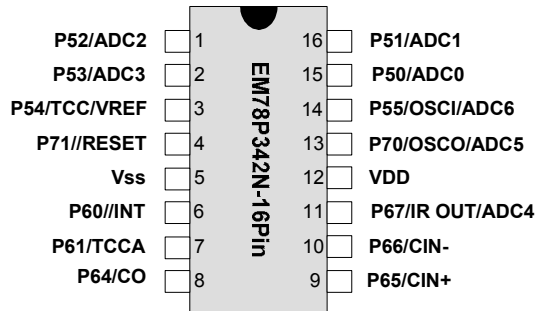 P52/ADC2 1 16 P51/ADC1
P53/ADC3 2 15 P50/ADC0
P54/TCC/VREF 3 14 P55/OSCI/ADC6
P71//RESET 4 13 P70/OSCO/ADC5
Vss 5 12 VDD
P60//INT 6 11 P67/IR OUT/ADC4
P61/TCCA 7 10 P66/CIN-
P64/CO 8 9 P65/CIN+
EM78P342N-16Pin